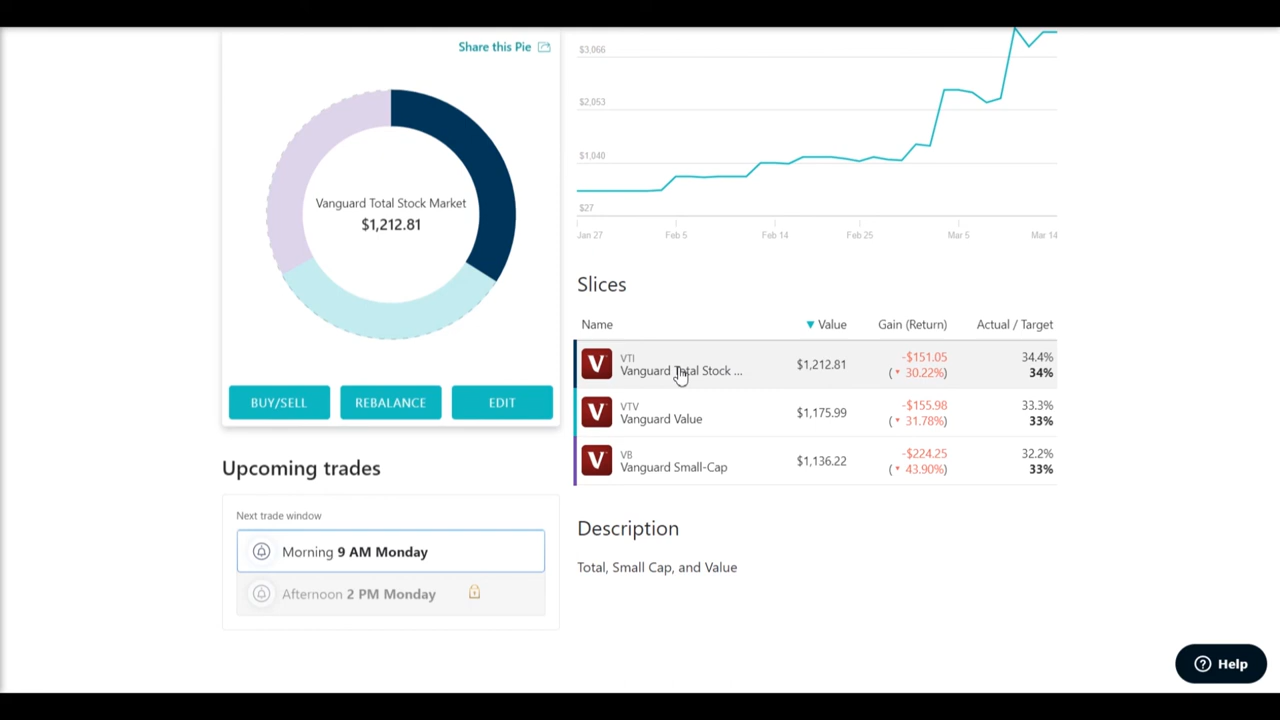 Share this Pie
Vanguard Total Stock Market
$1,212.81
BUY/SELL REBALANCE EDIT
Upcoming trades
Next trade window
Morning 9 AM Monday
Afternoon 2 PM Monday
$3,066
$2,053
$1,040
$27
Jan 27 Feb 5 Feb 14 Feb 25 Mar 5 Mar 14
Slices
Name ▼ Value Gain (Return) Actual / Target
V VTI
Vanguard Total Stock ... $1,212.81 -$151.05 34.4%
(▼ 30.22%) 34%
V VTV
Vanguard Value $1,175.99 -$155.98 33.3%
(▼ 31.78%) 33%
V VB
Vanguard Small-Cap $1,136.22 -$224.25 32.2%
(▼ 43.90%) 33%
Description
Total, Small Cap, and Value
? Help